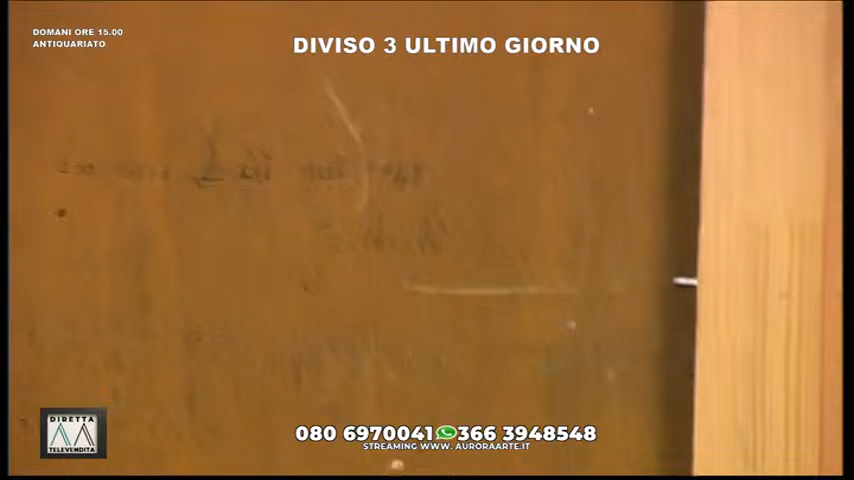 DOMANI ORE 15.00
ANTIQUARIATO
DIVISO 3 ULTIMO GIORNO
DIRETTA
TELEVENDITA
080 6970041 366 3948548
STREAMING WWW. AURORAARTE.IT